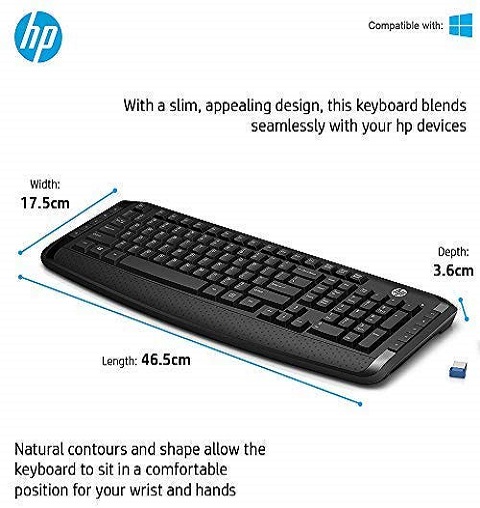 hp
Compatible with:
With a slim, appealing design, this keyboard blends
seamlessly with your hp devices
Width:
17.5cm
Depth:
3.6cm
hp
Length: 46.5cm
Natural contours and shape allow the
keyboard to sit in a comfortable
position for your wrist and hands